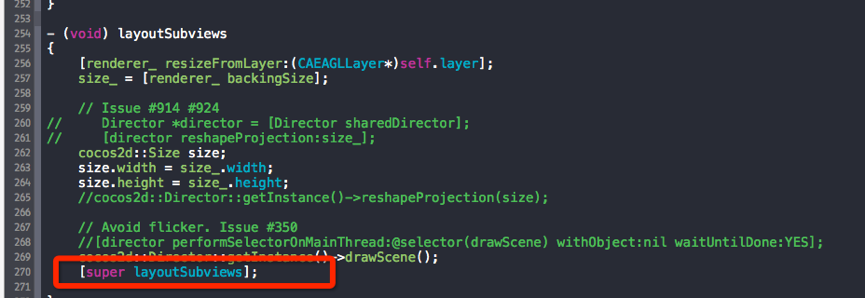 252 }
253
254 - (void) layoutSubviews
255 {
256 [renderer_ resizeFromLayer:(CAEAGLLayer*)self.layer];
257 size_ = [renderer_ backingSize];
258
259 // Issue #914 #924
260 // Director *director = [Director sharedDirector];
261 // [director reshapeProjection:size_];
262 cocos2d::Size size;
263 size.width = size_.width;
264 size.height = size_.height;
265 //cocos2d::Director::getInstance()->reshapeProjection(size);
266
267 // Avoid flicker. Issue #350
268 //[director performSelectorOnMainThread:@selector(drawScene) withObject:nil waitUntilDone:YES];
269 cocos2d::Director::getInstance()->drawScene();
270 [super layoutSubviews];
271